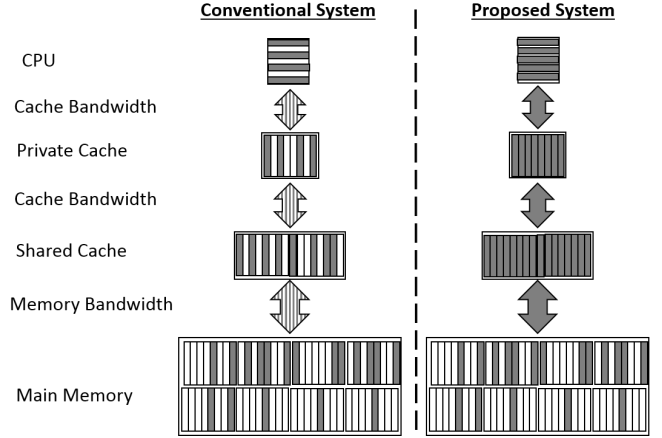 Conventional System
Proposed System
CPU
Cache Bandwidth
Private Cache
Cache Bandwidth
Shared Cache
Memory Bandwidth
Main Memory